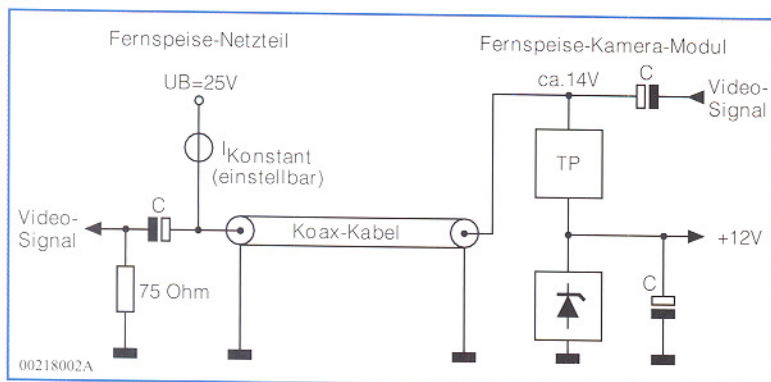 Fernspeise-Netzteil
Fernspeise-Kamera-Modul
UB=25V
ca.14V
C
Video-
Signal
IKonstant
(einstellbar)
TP
C
Video-
Signal
Koax-Kabel
+12V
C
75 Ohm
00218002A